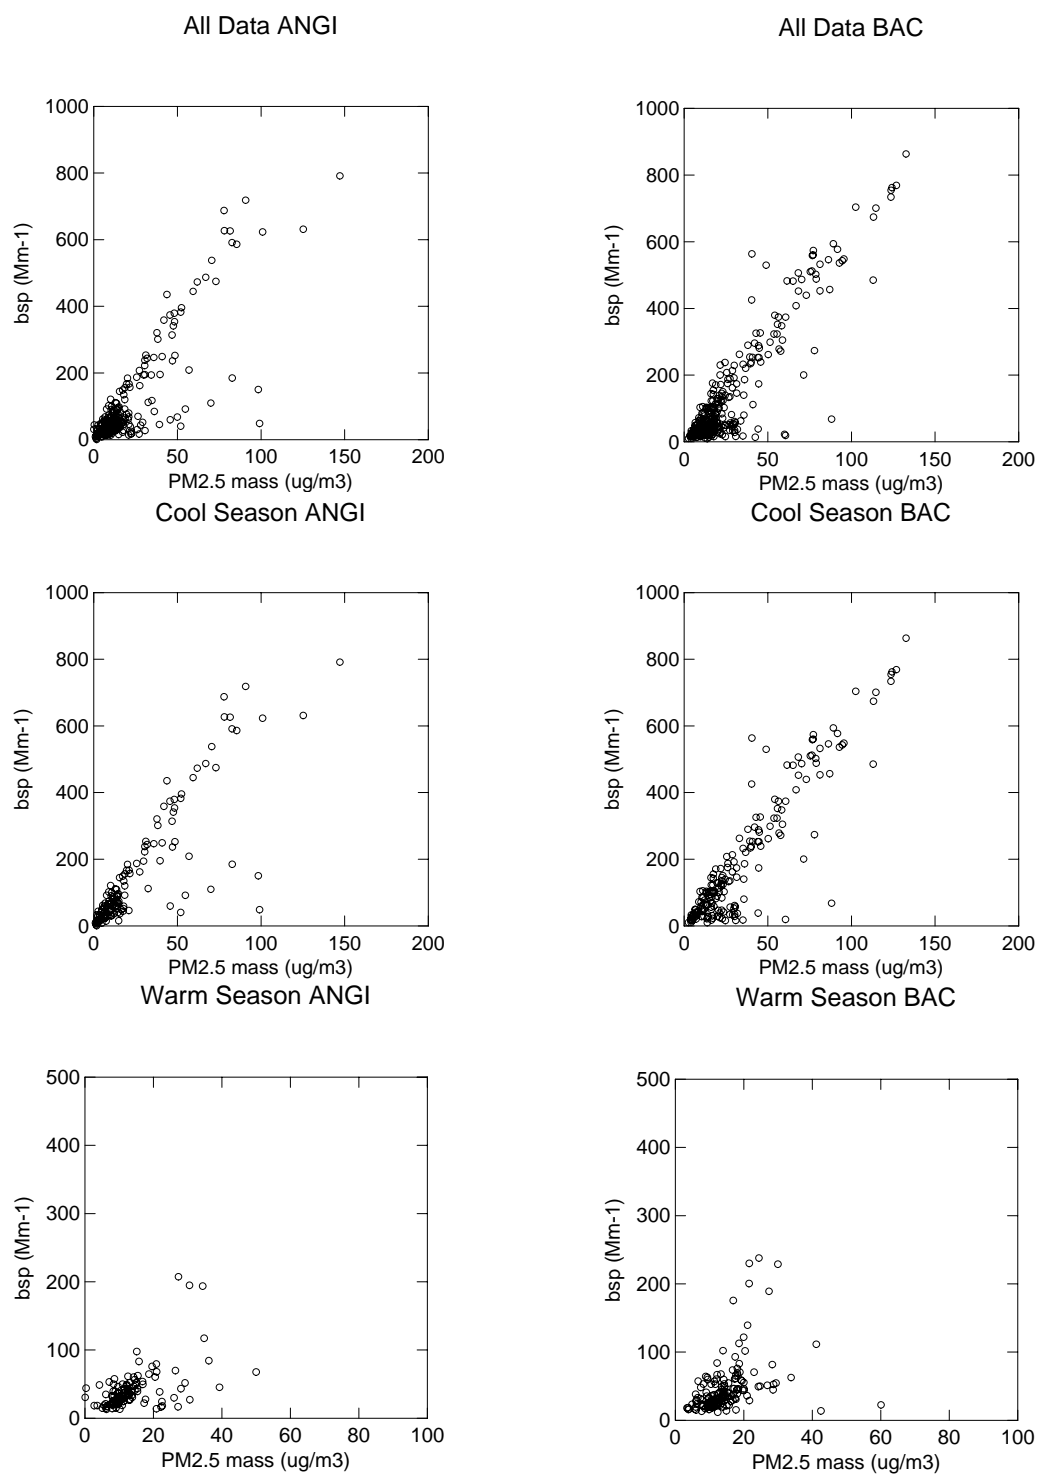 All Data ANGI
All Data BAC
1000
800
600
400
200
0
bsp (Mm-1)
0 50 100 150 200
PM2.5 mass (ug/m3)
1000
800
600
400
200
0
bsp (Mm-1)
0 50 100 150 200
PM2.5 mass (ug/m3)
Cool Season ANGI
Cool Season BAC
1000
800
600
400
200
0
bsp (Mm-1)
0 50 100 150 200
PM2.5 mass (ug/m3)
1000
800
600
400
200
0
bsp (Mm-1)
0 50 100 150 200
PM2.5 mass (ug/m3)
Warm Season ANGI
Warm Season BAC
500
400
300
200
100
0
bsp (Mm-1)
0 20 40 60 80 100
PM2.5 mass (ug/m3)
500
400
300
200
100
0
bsp (Mm-1)
0 20 40 60 80 100
PM2.5 mass (ug/m3)